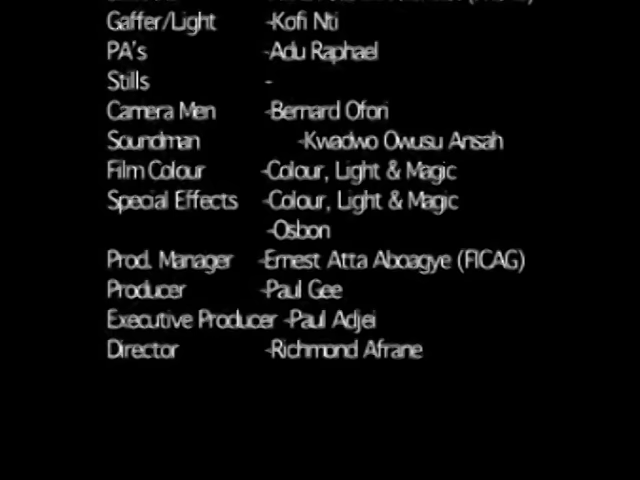 Gaffer/Light -Kofi Nti
PA's -Adu Raphael
Stills -
Camera Men -Bernard Ofori
Soundman -Kwadwo Owusu Ansah
Film Colour -Colour, Light & Magic
Special Effects -Colour, Light & Magic
-Osbon
Prod. Manager -Ernest Atta Aboagye (FICAG)
Producer -Paul Gee
Executive Producer -Paul Adjei
Director -Richmond Afrane